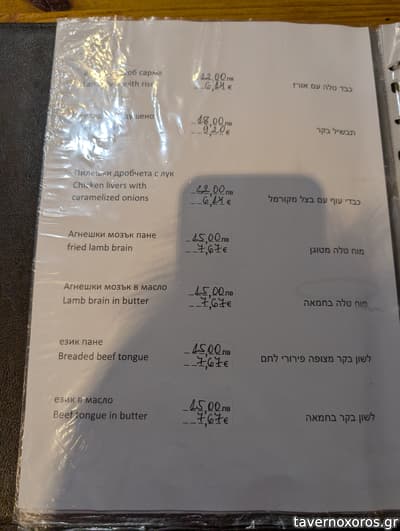 об сарме 12,00лв כבד טלה עם אורז
with rice 6,14€
18,00лв תבשיל בקר
9,20€
Пилешки дробчета с лук
Chicken livers with 12,00лв
caramelized onions 6,14€ כבדי עוף עם בצל מקורמל
Агнешки мозък пане 15,00лв
fried lamb brain 7,67€ מוח טלה מטוגן
Агнешки мозък в масло 15,00лв
Lamb brain in butter 7,67€ מוח טלה בחמאה
език пане 15,00лв
Breaded beef tongue 7,67€ לשון בקר מצופה פירורי לחם
език в масло 15,00лв
Beef tongue in butter 7,67€ לשון בקר בחמאה
tavernoxoros.gr